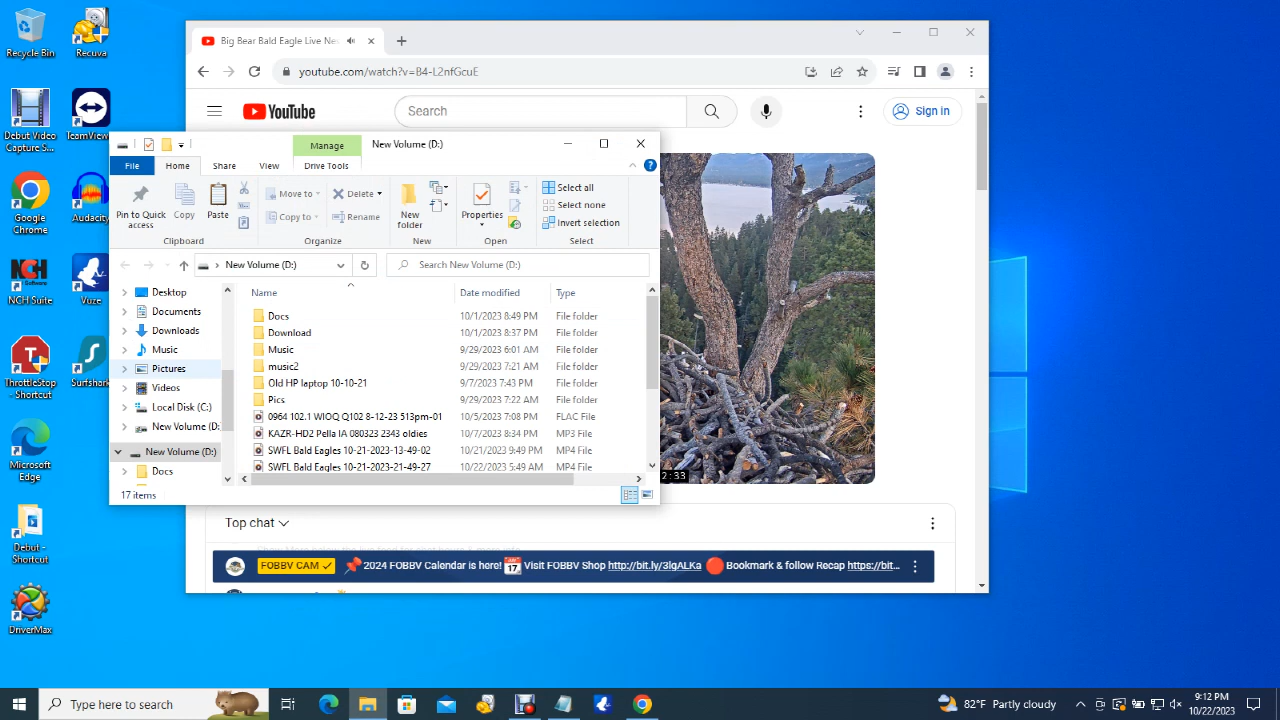 Recycle Bin
Recuva
Debut Video Capture S...
TeamView
Google Chrome
Audacity
NCH Suite
Vuze
ThrottleStop - Shortcut
Surfshark
Microsoft Edge
Debut - Shortcut
DriverMax
Big Bear Bald Eagle Live Ne
youtube.com/watch?v=B4-L2nfGcuE
YouTube
Search
Sign in
Manage
New Volume (D:)
File
Home
Share
View
Drive Tools
Pin to Quick access
Copy
Paste
Clipboard
Move to
Copy to
Delete
Rename
Organize
New folder
New
Properties
Open
Select all
Select none
Invert selection
Select
New Volume (D:)
Search New Volume (D:)
Desktop
Documents
Downloads
Music
Pictures
Videos
Local Disk (C:)
New Volume (D:
New Volume (D:)
Docs
Name Date modified Type
Docs 10/1/2023 8:49 PM File folder
Download 10/1/2023 8:37 PM File folder
Music 9/29/2023 6:01 AM File folder
music2 9/29/2023 7:21 AM File folder
Old HP laptop 10-10-21 9/7/2023 7:43 PM File folder
Pics 9/29/2023 7:22 AM File folder
0964 102.1 WIOQ Q102 8-12-23 513pm-01 10/5/2023 7:08 PM FLAC File
KAZR-HD2 Pella IA 080323 2343 oldies 10/7/2023 8:34 PM MP3 File
SWFL Bald Eagles 10-21-2023-13-49-02 10/21/2023 9:49 PM MP4 File
SWFL Bald Eagles 10-21-2023-21-49-27 10/22/2023 5:49 AM MP4 File
17 items
2:33
Top chat
FOBBV CAM 2024 FOBBV Calendar is here! Visit FOBBV Shop http://bit.ly/3lgALKa Bookmark & follow Recap https://bit...
Type here to search
82°F Partly cloudy
9:12 PM
10/22/2023